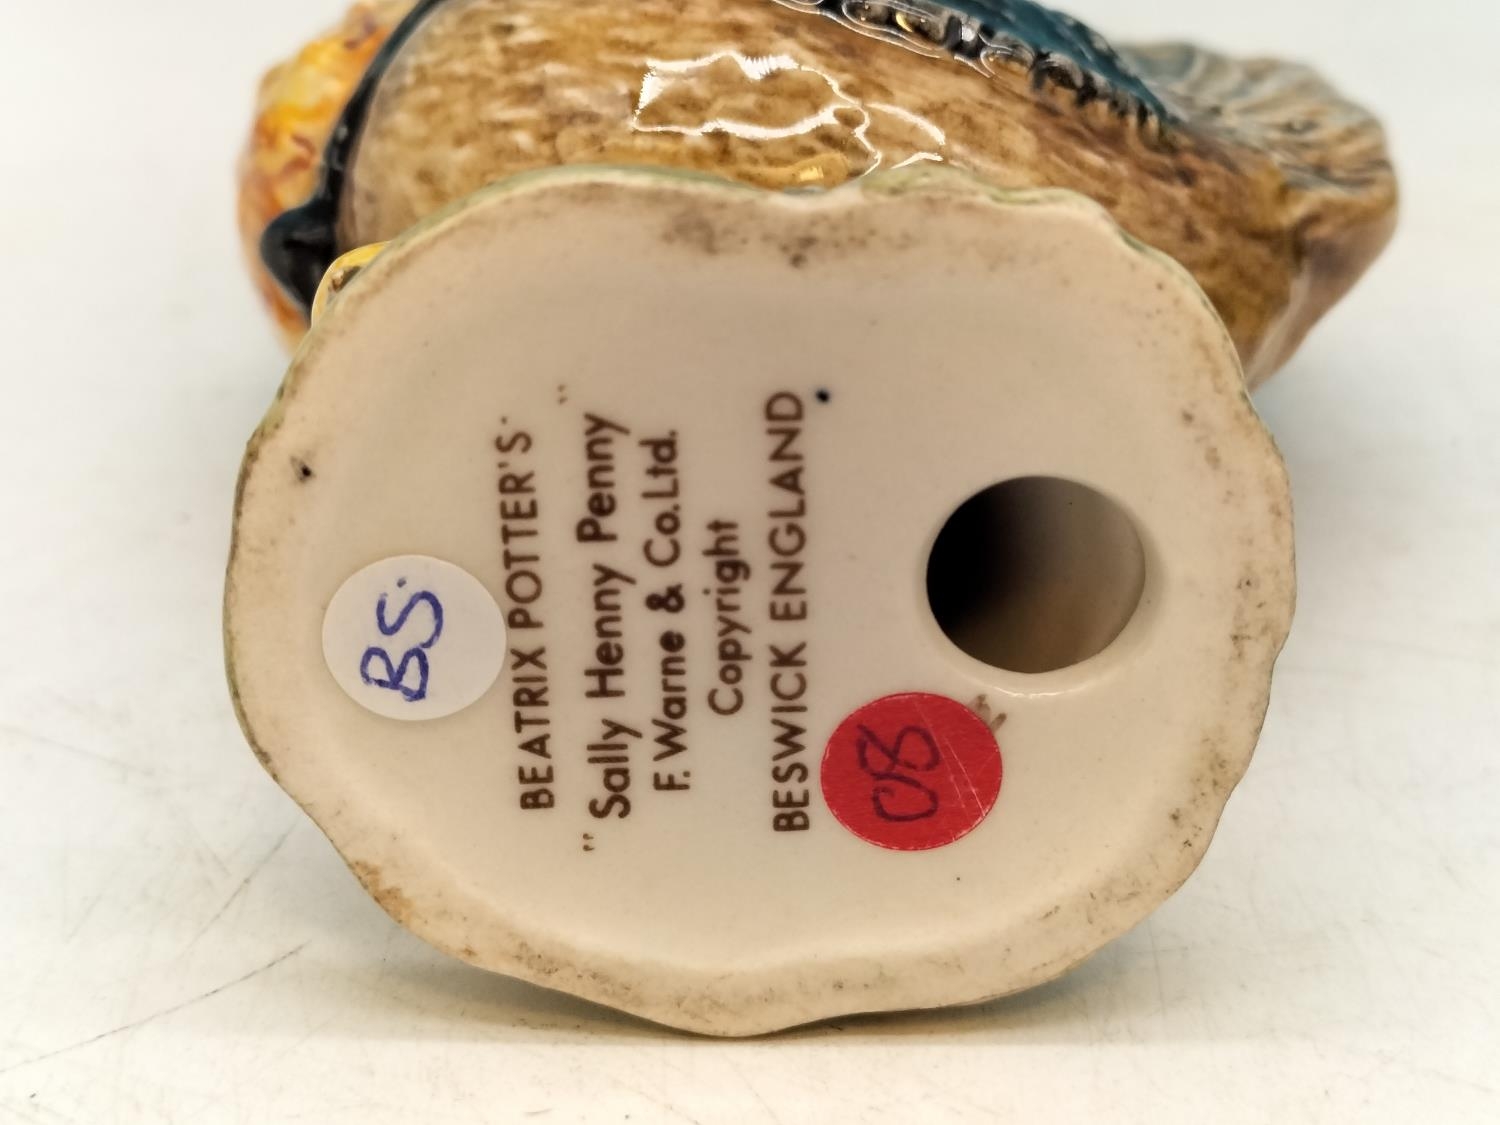 BEATRIX POTTER'S
"Sally Henny Penny"
F. Warne & Co. Ltd.
Copyright
BESWICK ENGLAND
BS
08